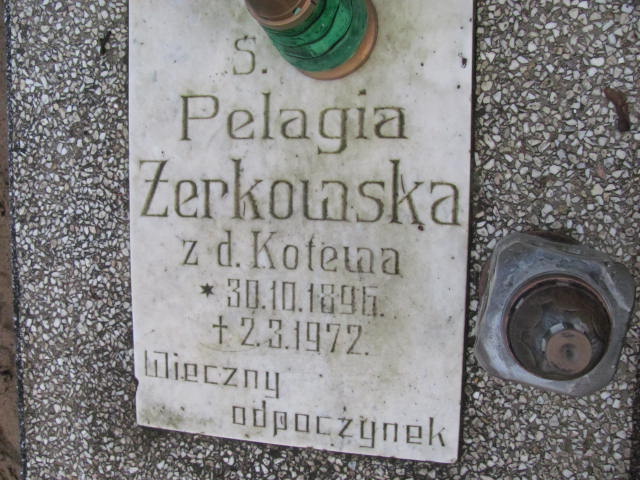 Ś.
Pelagia
Żerkowska
z d. Kotewa
* 30.10.1896.
† 2.3.1972.
Wieczny
odpoczynek